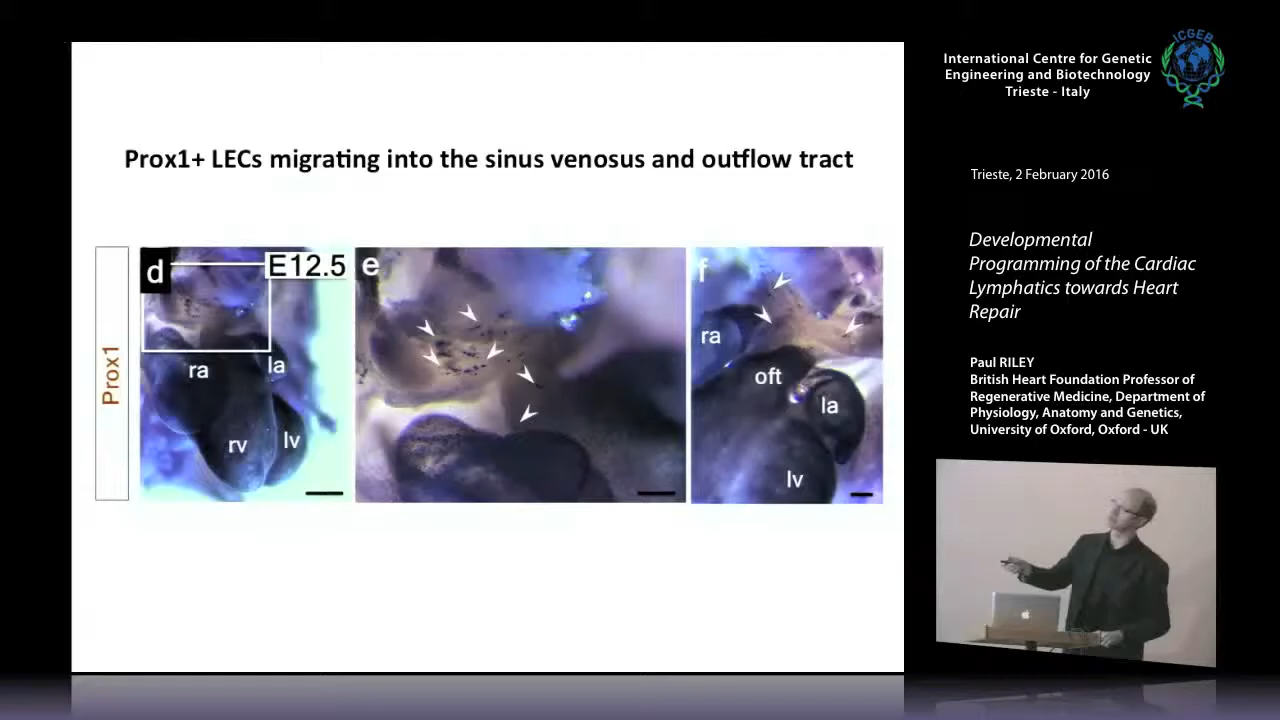 Prox1+ LECs migrating into the sinus venosus and outflow tract
Prox1
d
E12.5
ra
la
rv
lv
e
f
ra
oft
la
lv
ICGEB
International Centre for Genetic
Engineering and Biotechnology
Trieste - Italy
Trieste, 2 February 2016
Developmental
Programming of the Cardiac
Lymphatics towards Heart
Repair
Paul RILEY
British Heart Foundation Professor of
Regenerative Medicine, Department of
Physiology, Anatomy and Genetics,
University of Oxford, Oxford - UK